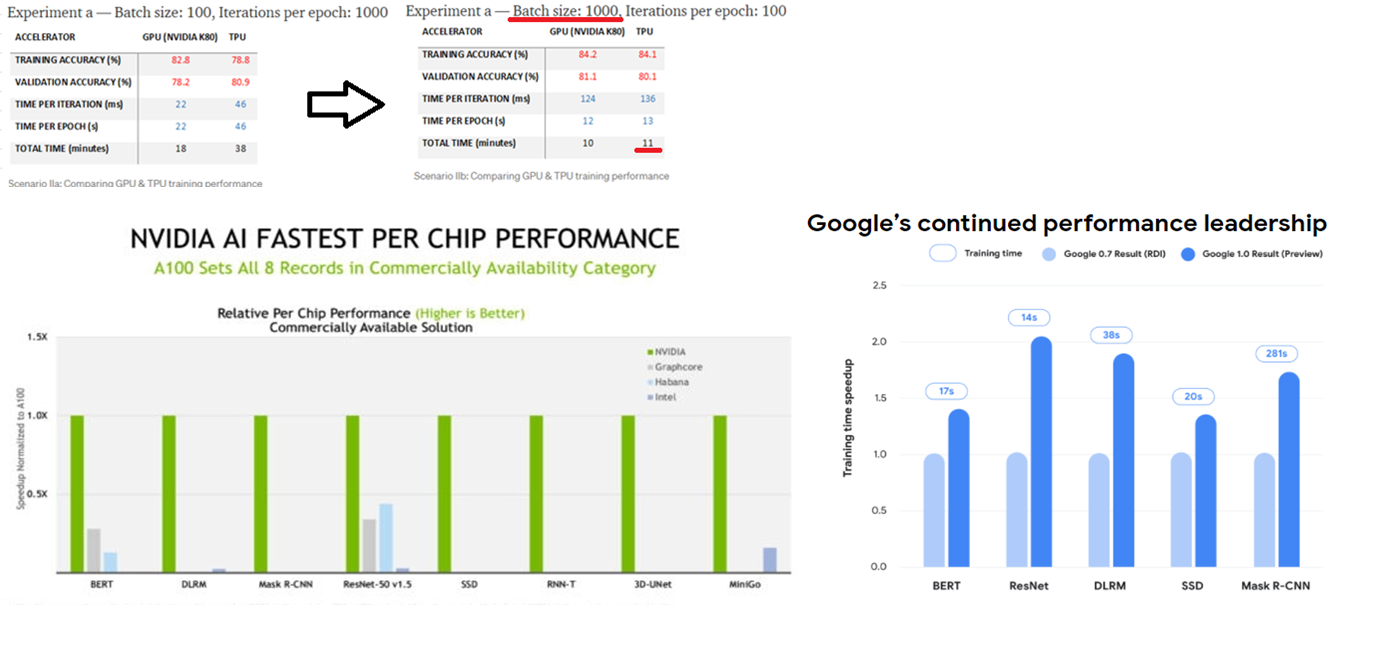 Experiment a — Batch size: 100, Iterations per epoch: 1000
ACCELERATOR GPU (NVIDIA K80) TPU
TRAINING ACCURACY (%) 82.8 78.8
VALIDATION ACCURACY (%) 78.2 80.9
TIME PER ITERATION (ms) 22 46
TIME PER EPOCH (s) 22 46
TOTAL TIME (minutes) 18 38
Scenario IIa: Comparing GPU & TPU training performance
Experiment a — Batch size: 1000, Iterations per epoch: 100
ACCELERATOR GPU (NVIDIA K80) TPU
TRAINING ACCURACY (%) 84.2 84.1
VALIDATION ACCURACY (%) 81.1 80.1
TIME PER ITERATION (ms) 124 136
TIME PER EPOCH (s) 12 13
TOTAL TIME (minutes) 10 11
Scenario IIb: Comparing GPU & TPU training performance
NVIDIA AI FASTEST PER CHIP PERFORMANCE
A100 Sets All 8 Records in Commercially Availability Category
Relative Per Chip Performance (Higher is Better)
Commercially Available Solution
Speedup Normalized to A100
1.5X
1.0X
0.5X
NVIDIA
Graphcore
Habana
Intel
BERT DLRM Mask R-CNN ResNet-50 v1.5 SSD RNN-T 3D-UNet MiniGo
Google's continued performance leadership
Training time Google 0.7 Result (RDI) Google 1.0 Result (Preview)
Training time speedup
2.5
2.0
1.5
1.0
0.5
0.0
17s 14s 38s 20s 281s
BERT ResNet DLRM SSD Mask R-CNN